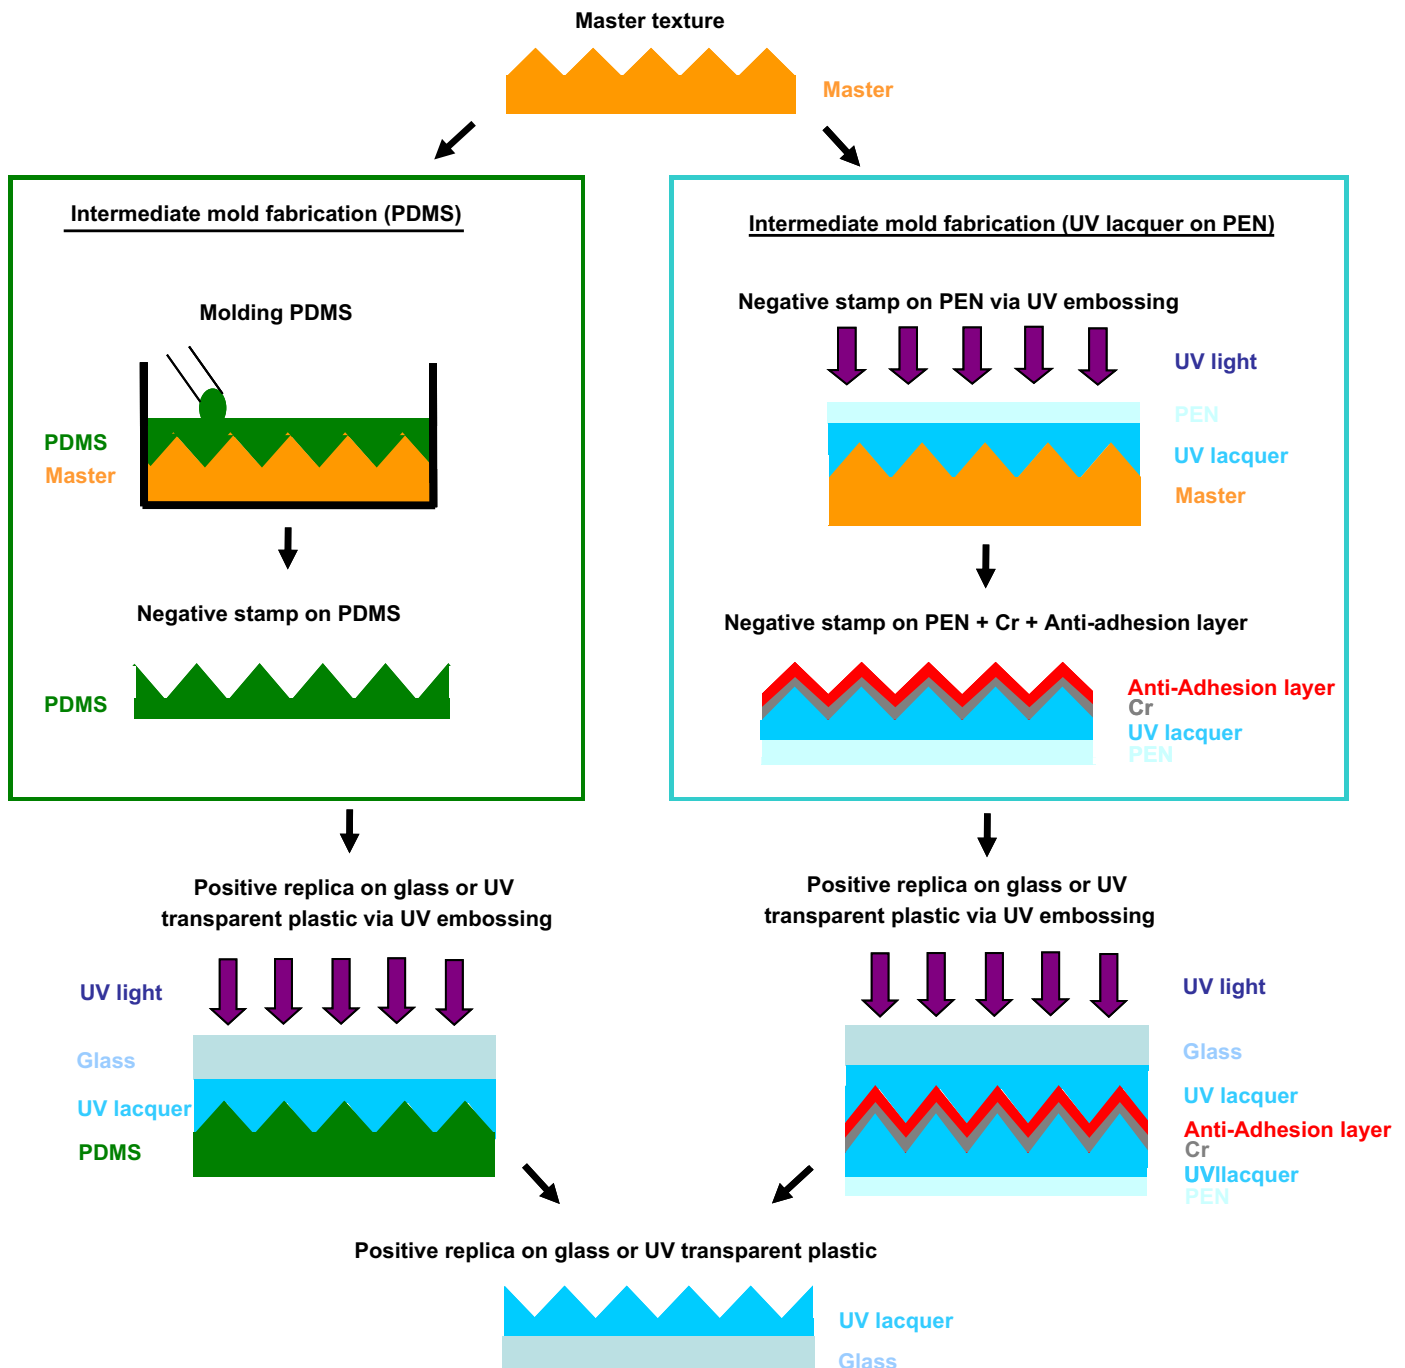 Master texture
Master
Intermediate mold fabrication (PDMS)
Molding PDMS
PDMS
Master
Negative stamp on PDMS
PDMS
Intermediate mold fabrication (UV lacquer on PEN)
Negative stamp on PEN via UV embossing
UV light
PEN
UV lacquer
Master
Negative stamp on PEN + Cr + Anti-adhesion layer
Anti-Adhesion layer
Cr
UV lacquer
PEN
Positive replica on glass or UV
transparent plastic via UV embossing
UV light
Glass
UV lacquer
PDMS
Positive replica on glass or UV
transparent plastic via UV embossing
UV light
Glass
UV lacquer
Anti-Adhesion layer
Cr
UVllacquer
PEN
Positive replica on glass or UV transparent plastic
UV lacquer
Glass